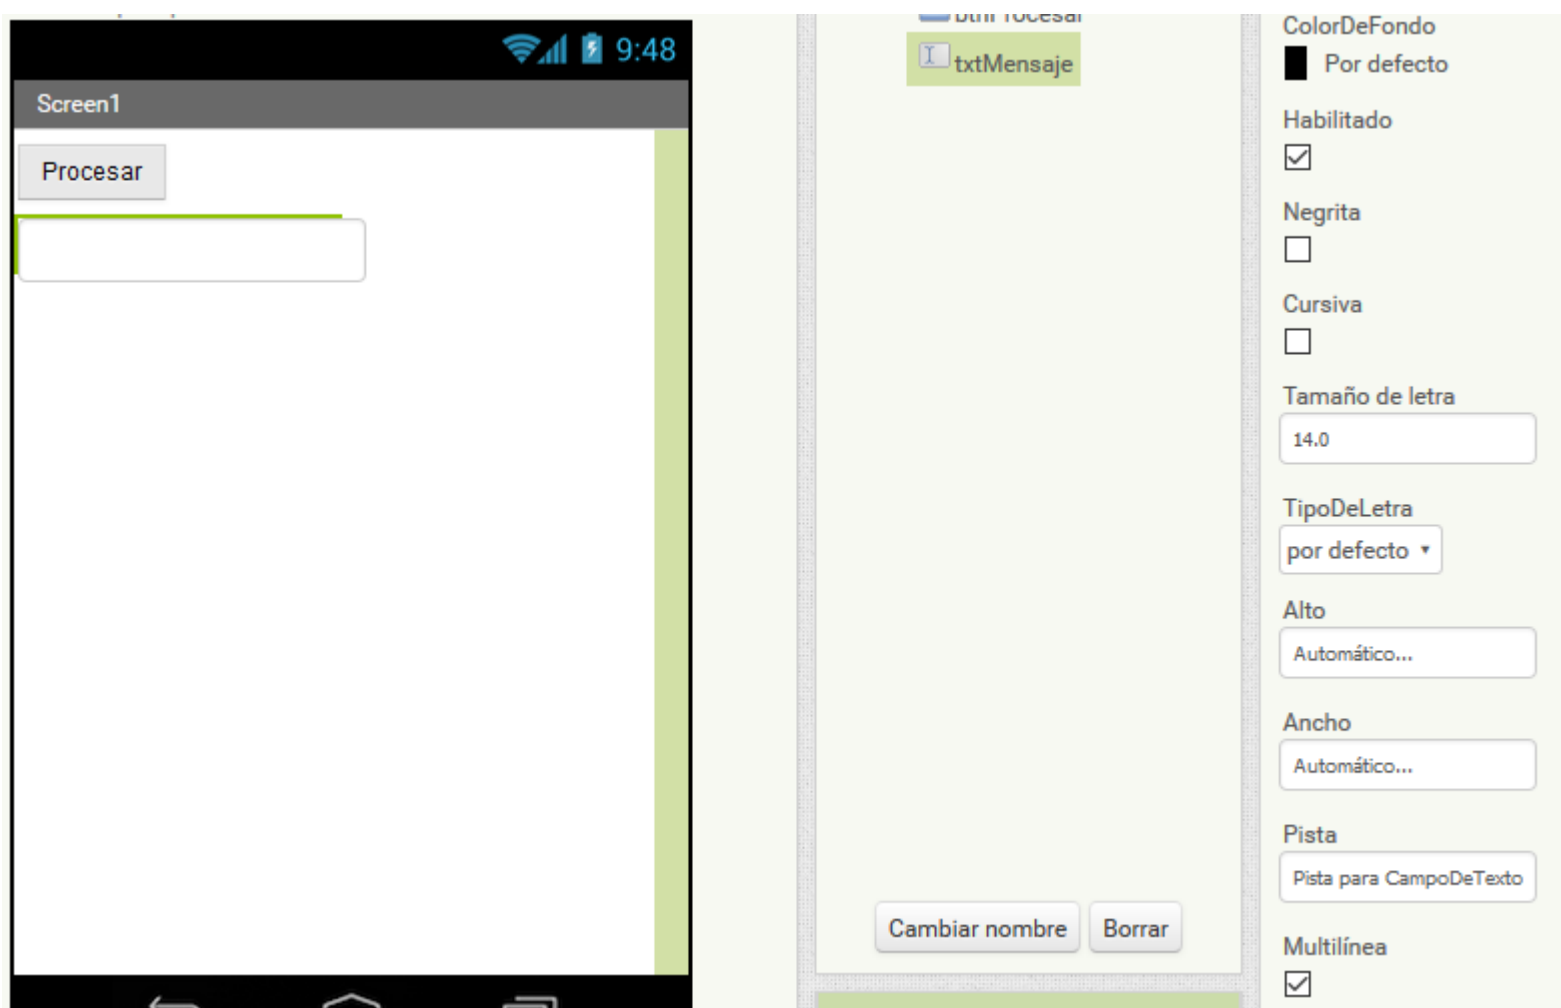 9:48
Screen1
Procesar
btnProcesar
txtMensaje
Cambiar nombre
Borrar
ColorDeFondo
Por defecto
Habilitado
Negrita
Cursiva
Tamaño de letra
14.0
TipoDeLetra
por defecto
Alto
Automático...
Ancho
Automático...
Pista
Pista para CampoDeTexto
Multilínea